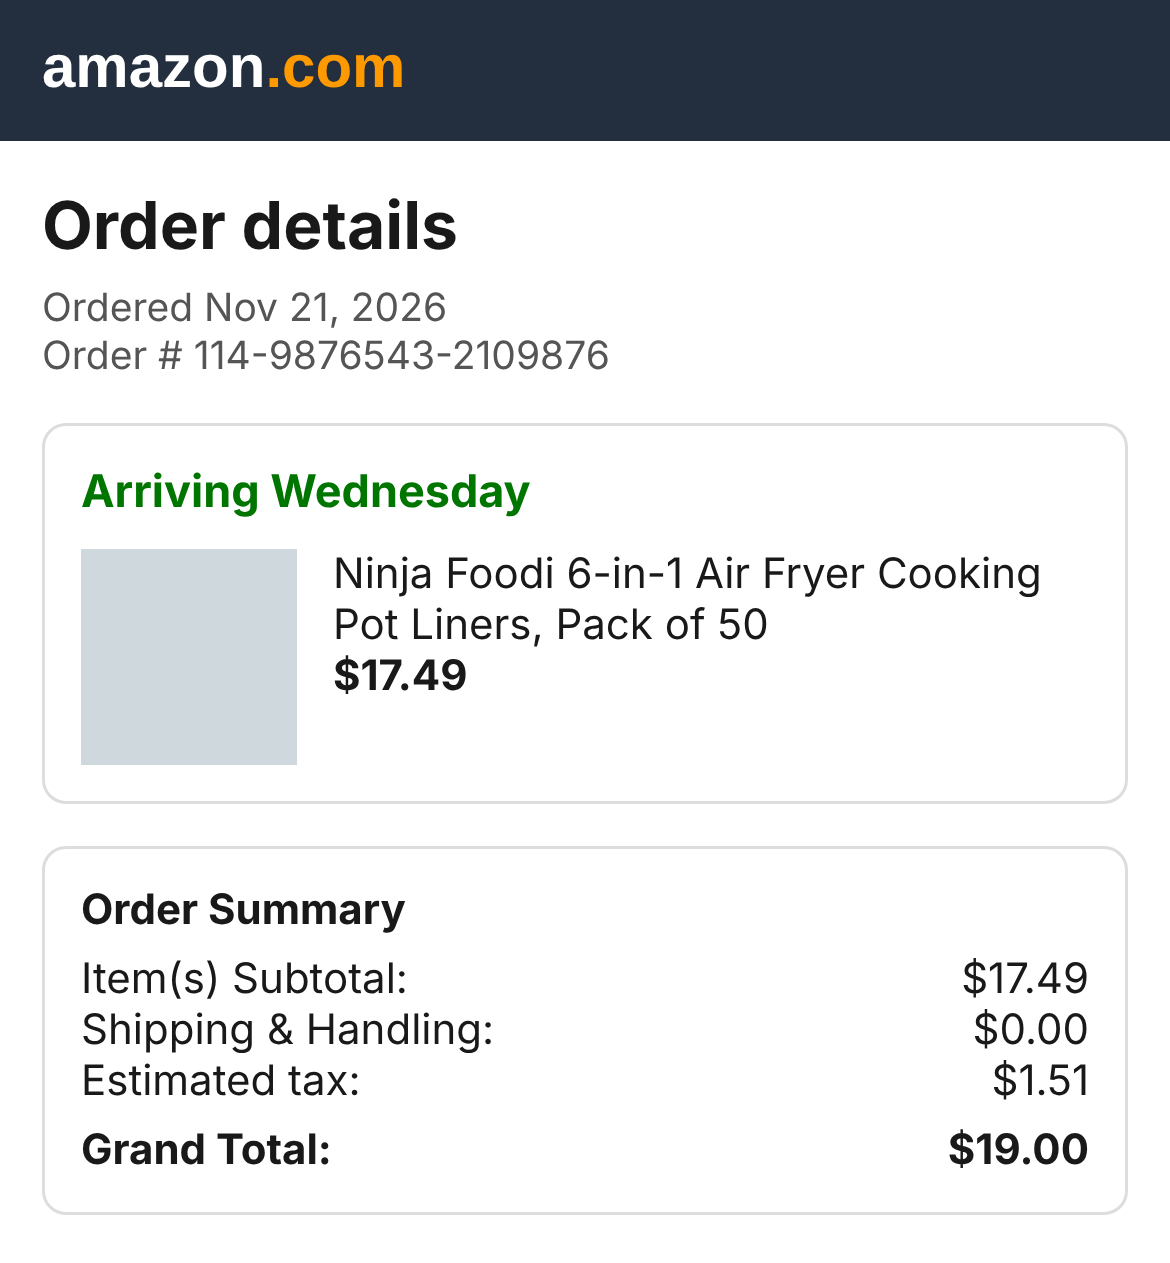 amazon.com
Order details
Ordered Nov 21, 2026
Order # 114-9876543-2109876
Arriving Wednesday
Ninja Foodi 6-in-1 Air Fryer Cooking
Pot Liners, Pack of 50
$17.49
Order Summary
Item(s) Subtotal: $17.49
Shipping & Handling: $0.00
Estimated tax: $1.51
Grand Total: $19.00